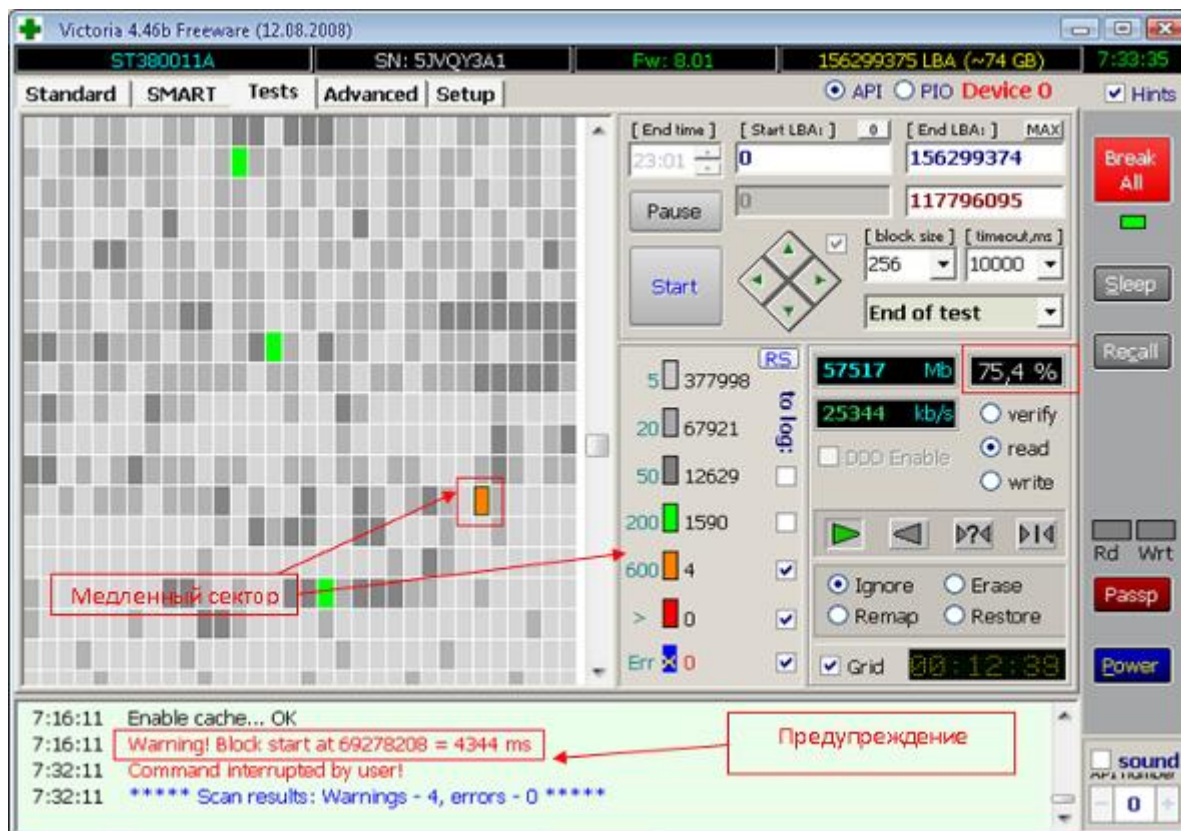 Victoria 4.46b Freeware (12.08.2008)
ST380011A SN: 5JVQY3A1 Fw: 8.01 156299375 LBA (~74 GB) 7:33:35
Standard SMART Tests Advanced Setup API PIO Device 0 Hints
[ End time ] [ Start LBA: ] 0 [ End LBA: ] MAX
23:01 0 156299374
Pause 0 117796095
[ block size ] [ timeout,ms ]
256 10000
Start
End of test
Break All
Sleep
Recall
RS
to log:
5 377998
20 67921
50 12629
200 1590
600 4
> 0
Err 0
57517 Mb 75,4 %
25344 kb/s verify
DDD Enable read
write
Ignore Erase
Remap Restore
Grid 00:12:39
Rd Wrt
Passp
Power
Медленный сектор
7:16:11 Enable cache... OK
7:16:11 Warning! Block start at 69278208 = 4344 ms
7:32:11 Command interrupted by user!
7:32:11 ***** Scan results: Warnings - 4, errors - 0 *****
Предупреждение
sound
API number
0